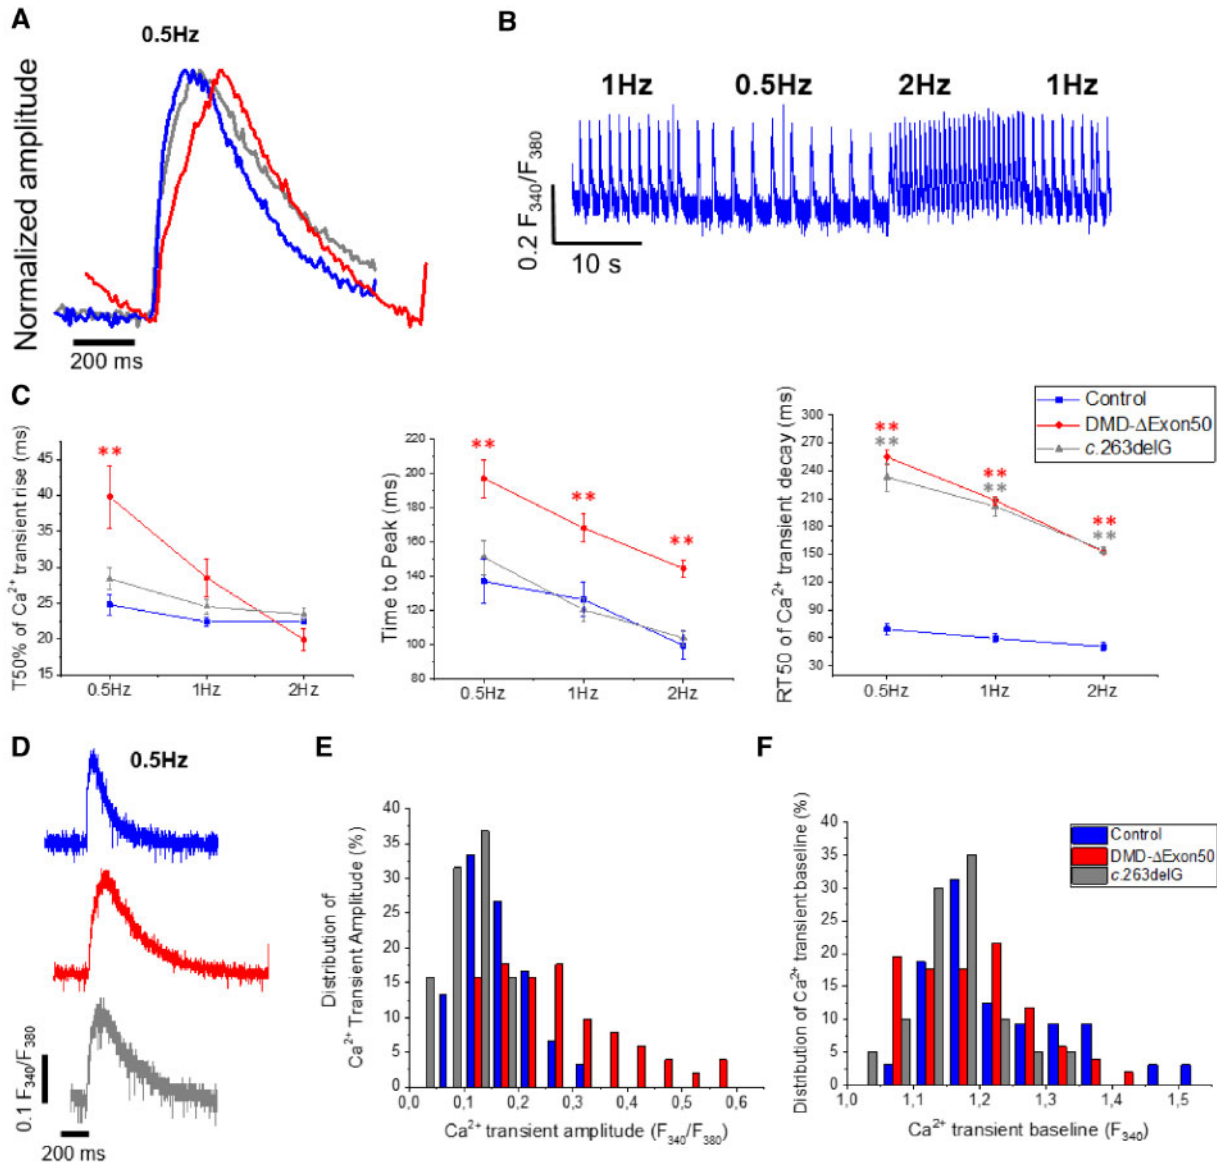 A
0.5Hz
Normalized amplitude
200 ms
B
1Hz 0.5Hz 2Hz 1Hz
0.2 F340/F380
10 s
C
T50% of Ca2+ transient rise (ms)
45
40
35
30
25
20
15
0.5Hz 1Hz 2Hz
**
Time to Peak (ms)
220
200
180
160
140
120
100
80
0.5Hz 1Hz 2Hz
**
**
**
RT50 of Ca2+ transient decay (ms)
300
270
240
210
180
150
120
90
60
30
0.5Hz 1Hz 2Hz
**
**
**
**
**
**
Control
DMD-ΔExon50
c.263delG
D
0.5Hz
0.1 F340/F380
200 ms
E
Distribution of
Ca2+ Transient Amplitude (%)
40
35
30
25
20
15
10
5
0
0,0 0,1 0,2 0,3 0,4 0,5 0,6
Ca2+ transient amplitude (F340/F380)
F
Distribution of Ca2+ transient baseline (%)
40
35
30
25
20
15
10
5
0
1,0 1,1 1,2 1,3 1,4 1,5
Ca2+ transient baseline (F340)
Control
DMD-ΔExon50
c.263delG